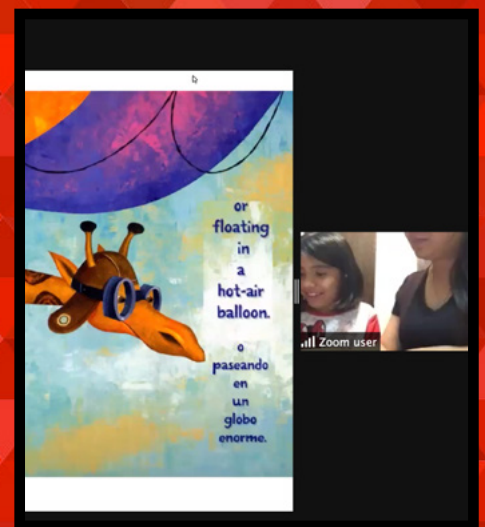 or
floating
in
a
hot-air
balloon.
o
paseando
en
un
globo
enorme.
Zoom user